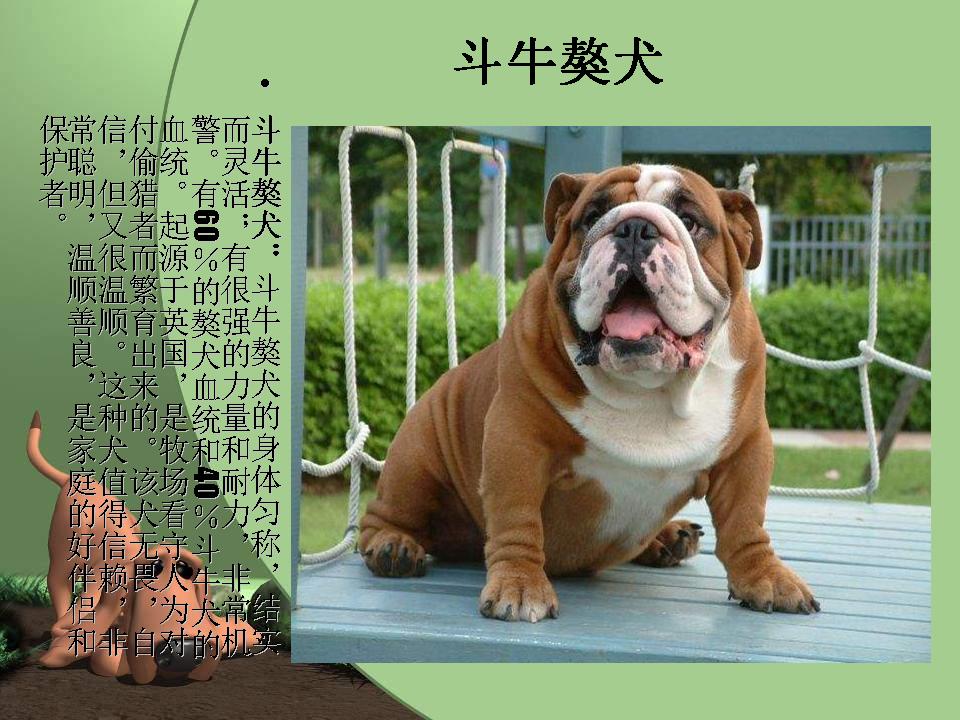 斗牛獒犬
• 斗牛獒犬：斗牛獒犬的身体匀称，结实
而灵活；有很强的力量和耐力，非常机
警。有60%的獒犬血统和40%斗牛犬的
血统。起源于英国，是牧场看守人为对
付偷猎者而繁育出来的。该犬无畏，自
信，但又很温顺。这种犬值得信赖，非
常聪明，温顺善良，是家庭的好伴侣和
保护者。